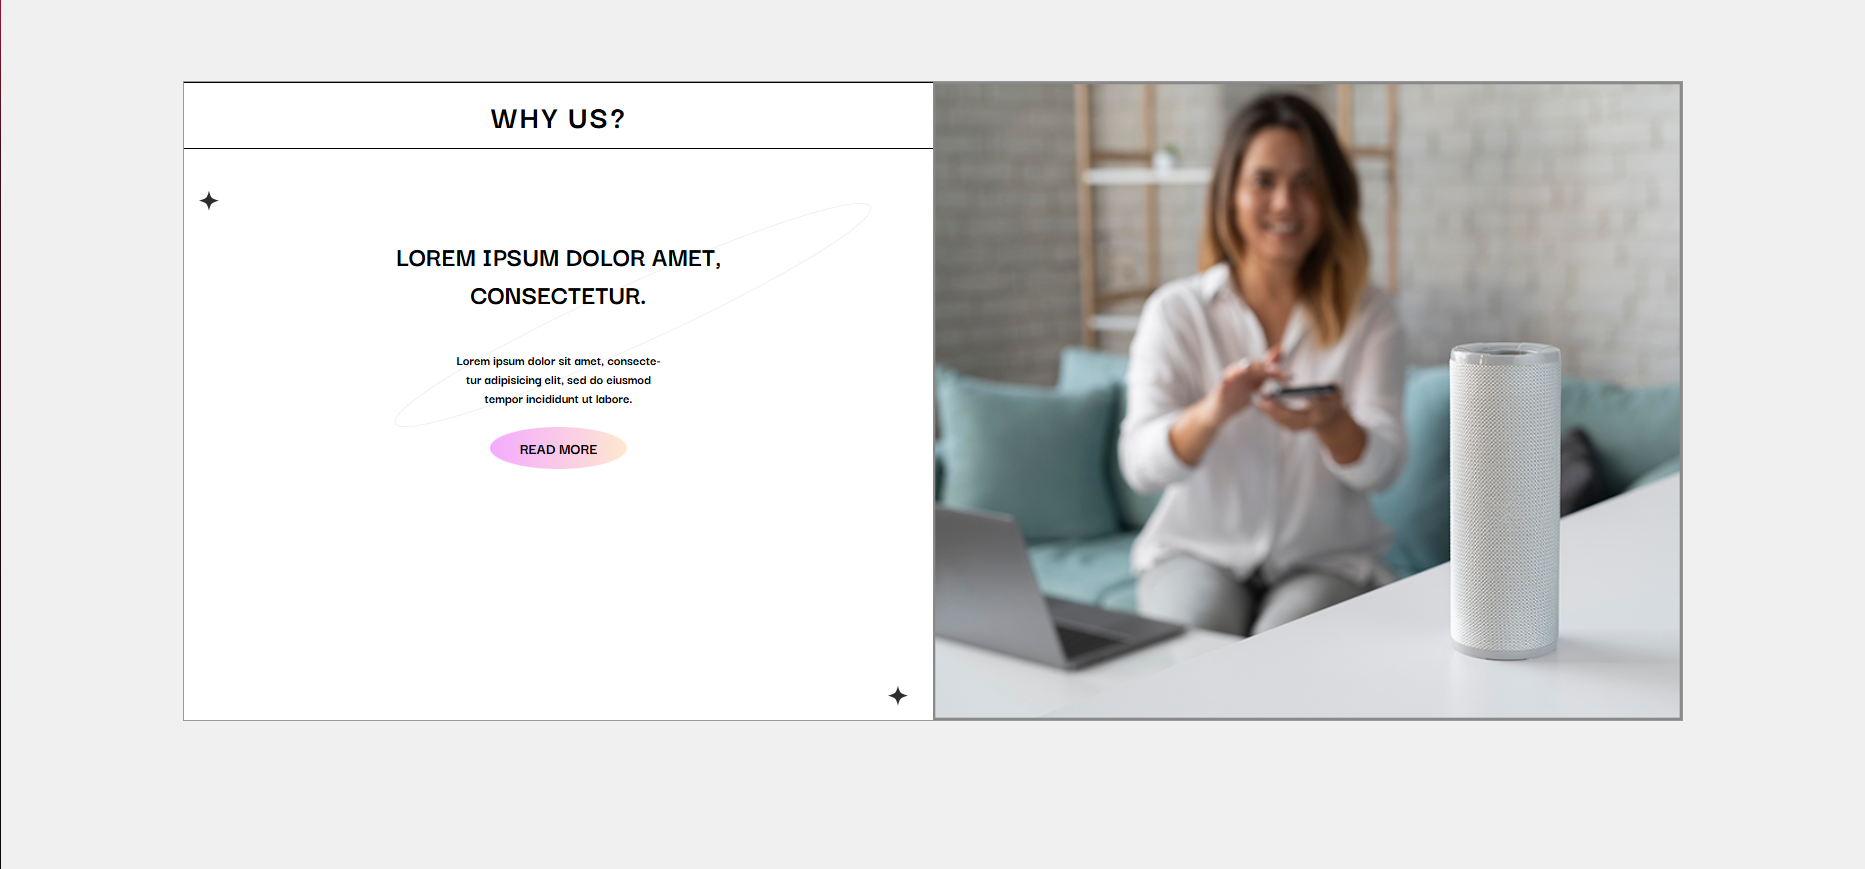 WHY US?
LOREM IPSUM DOLOR AMET,
CONSECTETUR.
Lorem ipsum dolor sit amet, consecte-
tur adipisicing elit, sed do eiusmod
tempor incididunt ut labore.
READ MORE